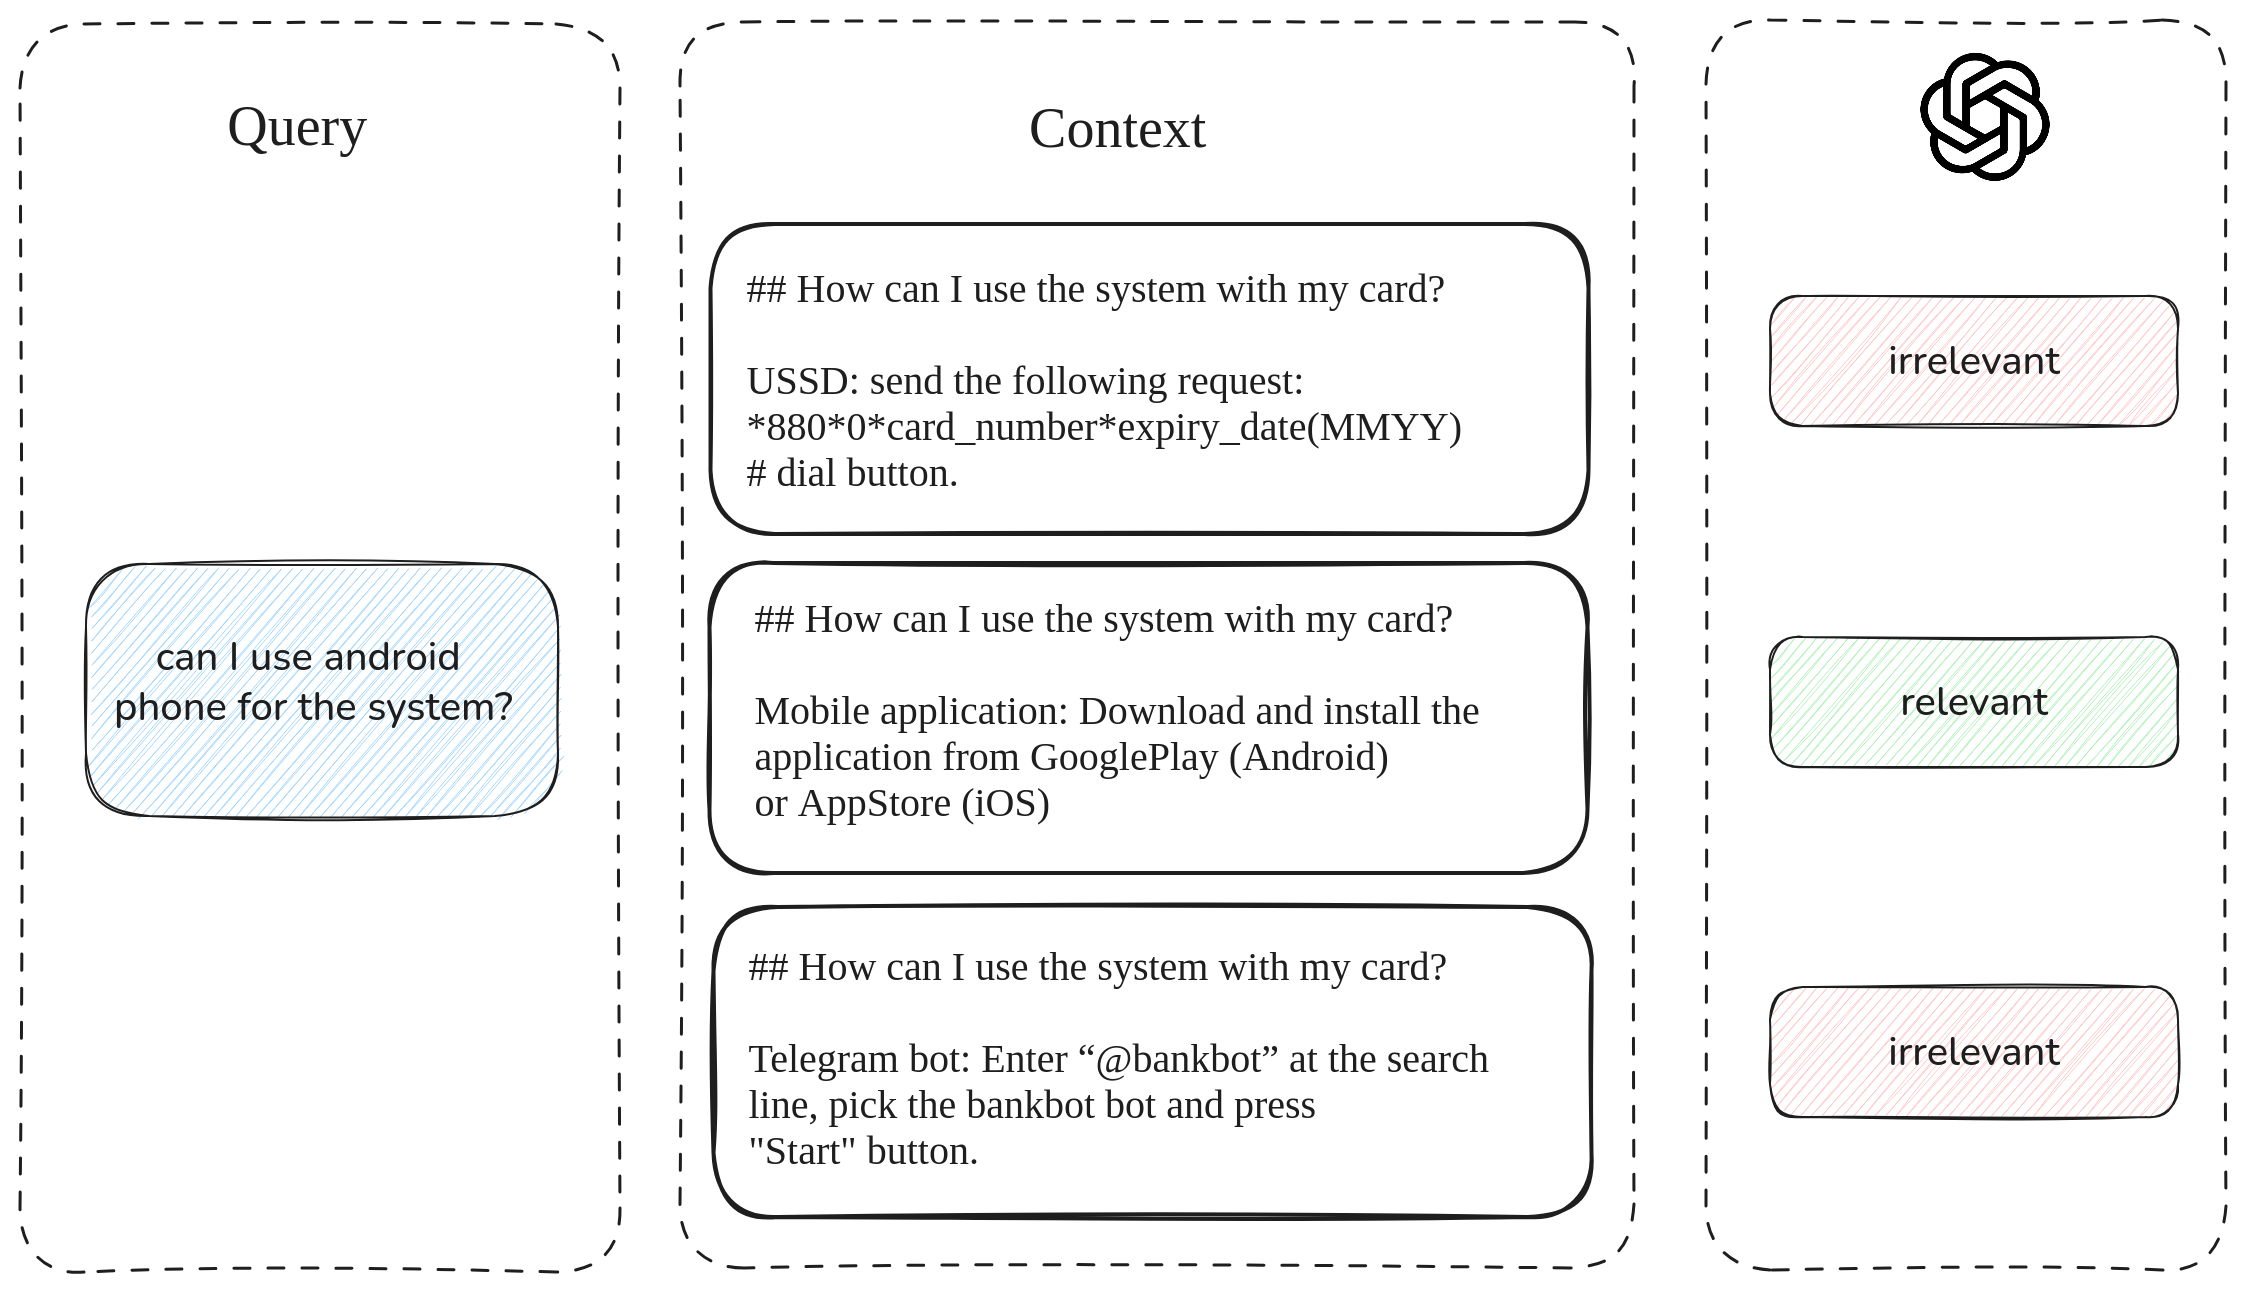 Query
can I use android
phone for the system?
Context
## How can I use the system with my card?
USSD: send the following request:
*880*0*card_number*expiry_date(MMYY)
# dial button.
## How can I use the system with my card?
Mobile application: Download and install the
application from GooglePlay (Android)
or AppStore (iOS)
## How can I use the system with my card?
Telegram bot: Enter “@bankbot” at the search
line, pick the bankbot bot and press
"Start" button.
irrelevant
relevant
irrelevant